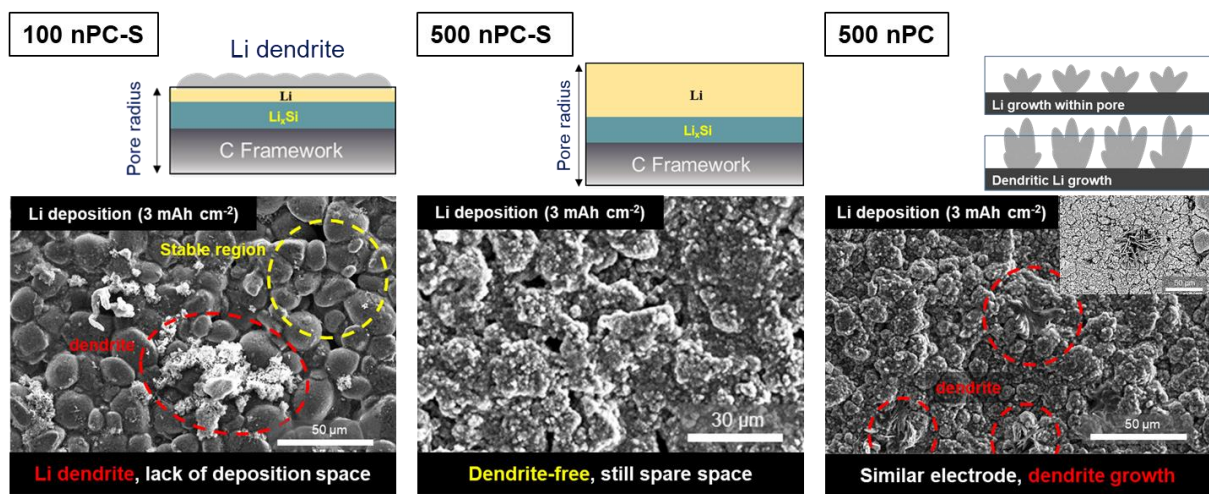 100 nPC-S
Li dendrite
Pore radius
Li
LiₓSi
C Framework
Li deposition (3 mAh cm⁻²)
Stable region
dendrite
50 µm
Li dendrite, lack of deposition space
500 nPC-S
Pore radius
Li
LiₓSi
C Framework
Li deposition (3 mAh cm⁻²)
30 µm
Dendrite-free, still spare space
500 nPC
Li growth within pore
Dendritic Li growth
Li deposition (3 mAh cm⁻²)
50 µm
dendrite
50 µm
Similar electrode, dendrite growth